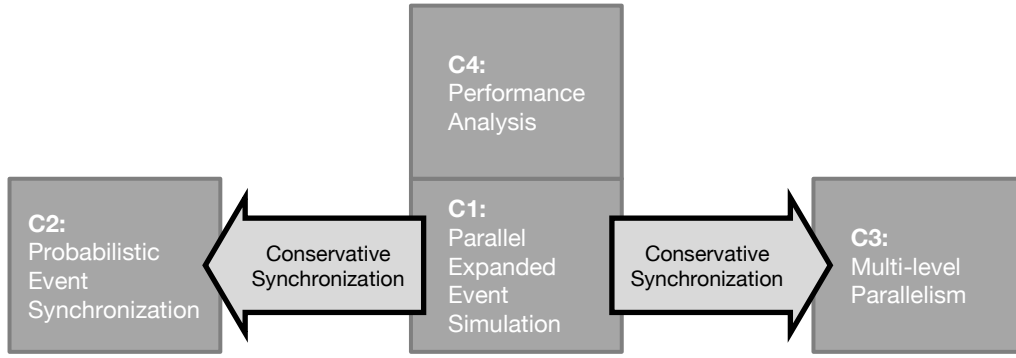 C4:
Performance
Analysis
C2:
Probabilistic
Event
Synchronization
Conservative
Synchronization
C1:
Parallel
Expanded
Event
Simulation
Conservative
Synchronization
C3:
Multi-level
Parallelism